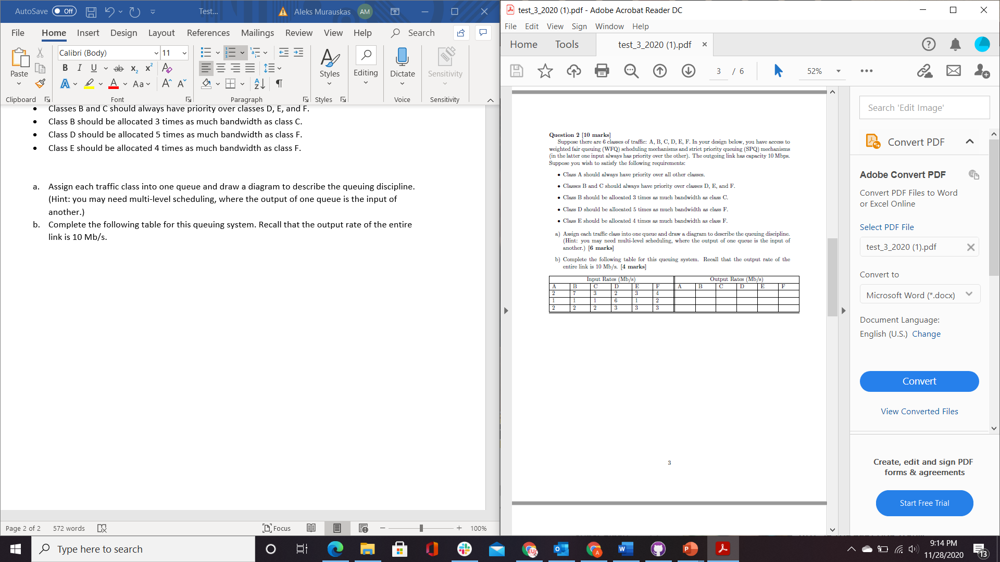 AutoSave Off Test... Aleks Murauskas AM
File Home Insert Design Layout References Mailings Review View Help Search
Calibri (Body) 11
Paste Styles Editing Dictate Sensitivity
Clipboard Font Paragraph Styles Voice Sensitivity
• Classes B and C should always have priority over classes D, E, and F.
• Class B should be allocated 3 times as much bandwidth as class C.
• Class D should be allocated 5 times as much bandwidth as class F.
• Class E should be allocated 4 times as much bandwidth as class F.
a. Assign each traffic class into one queue and draw a diagram to describe the queuing discipline.
(Hint: you may need multi-level scheduling, where the output of one queue is the input of
another.)
b. Complete the following table for this queuing system. Recall that the output rate of the entire
link is 10 Mb/s.
Page 2 of 2 572 words Focus 100%
test_3_2020 (1).pdf - Adobe Acrobat Reader DC
File Edit View Sign Window Help
Home Tools test_3_2020 (1).pdf
3 / 6 52%
Question 2 [10 marks]
Suppose there are 6 classes of traffic: A, B, C, D, E, F. In your design below, you have access to
weighted fair queuing (WFQ) scheduling mechanisms and strict priority queuing (SPQ) mechanisms
(in the latter one input always has priority over the other). The outgoing link has capacity 10 Mbps.
Suppose you wish to satisfy the following requirements:
• Class A should always have priority over all other classes.
• Classes B and C should always have priority over classes D, E, and F.
• Class B should be allocated 3 times as much bandwidth as class C.
• Class D should be allocated 5 times as much bandwidth as class F.
• Class E should be allocated 4 times as much bandwidth as class F.
a) Assign each traffic class into one queue and draw a diagram to describe the queuing discipline.
(Hint: you may need multi-level scheduling, where the output of one queue is the input of
another.) [6 marks]
b) Complete the following table for this queuing system. Recall that the output rate of the
entire link is 10 Mb/s. [4 marks]
Input Rates (Mb/s) Output Rates (Mb/s)
A B C D E F A B C D E F
2 7 3 2 3 4
1 1 1 6 1 2
2 2 2 3 3 3
3
Search 'Edit Image'
Convert PDF
Adobe Convert PDF
Convert PDF Files to Word
or Excel Online
Select PDF File
test_3_2020 (1).pdf
Convert to
Microsoft Word (*.docx)
Document Language:
English (U.S.) Change
Convert
View Converted Files
Create, edit and sign PDF
forms & agreements
Start Free Trial
Type here to search
9:14 PM
11/28/2020
13